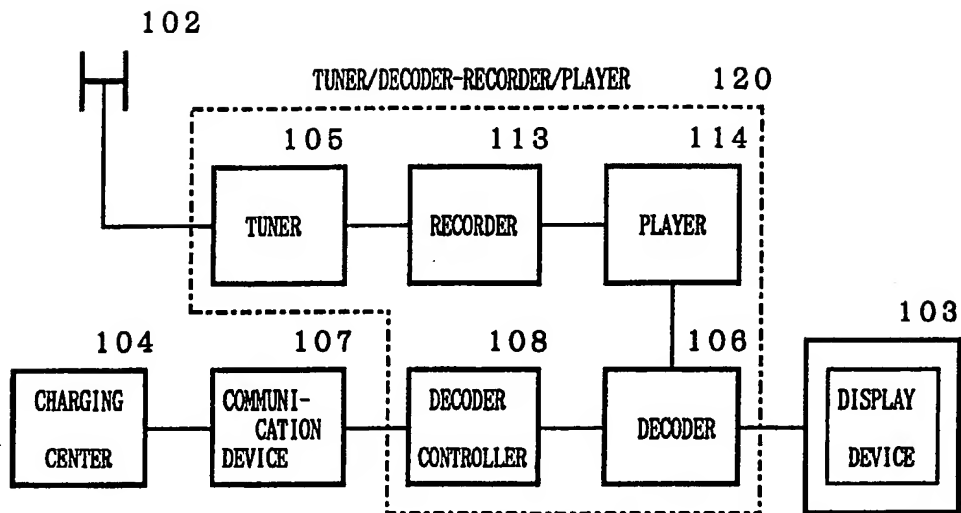 102
TUNER/DECODER-RECORDER/PLAYER 120
105 113 114
TUNER RECORDER PLAYER
104 107 108 106 103
CHARGING
CENTER
COMMUNI-
CATION
DEVICE
DECODER
CONTROLLER
DECODER
DISPLAY
DEVICE